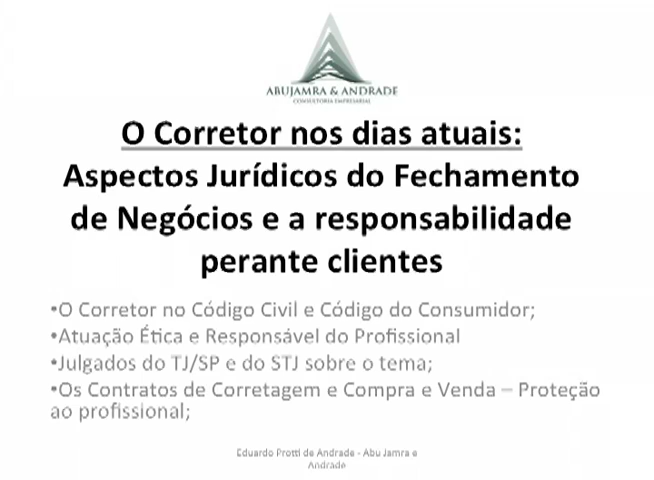 ABUJAMRA & ANDRADE
CONSULTORIA EMPRESARIAL
O Corretor nos dias atuais:
Aspectos Jurídicos do Fechamento
de Negócios e a responsabilidade
perante clientes
•O Corretor no Código Civil e Código do Consumidor;
•Atuação Ética e Responsável do Profissional
•Julgados do TJ/SP e do STJ sobre o tema;
•Os Contratos de Corretagem e Compra e Venda – Proteção
ao profissional;
Eduardo Protti de Andrade - Abu Jamra e
Andrade